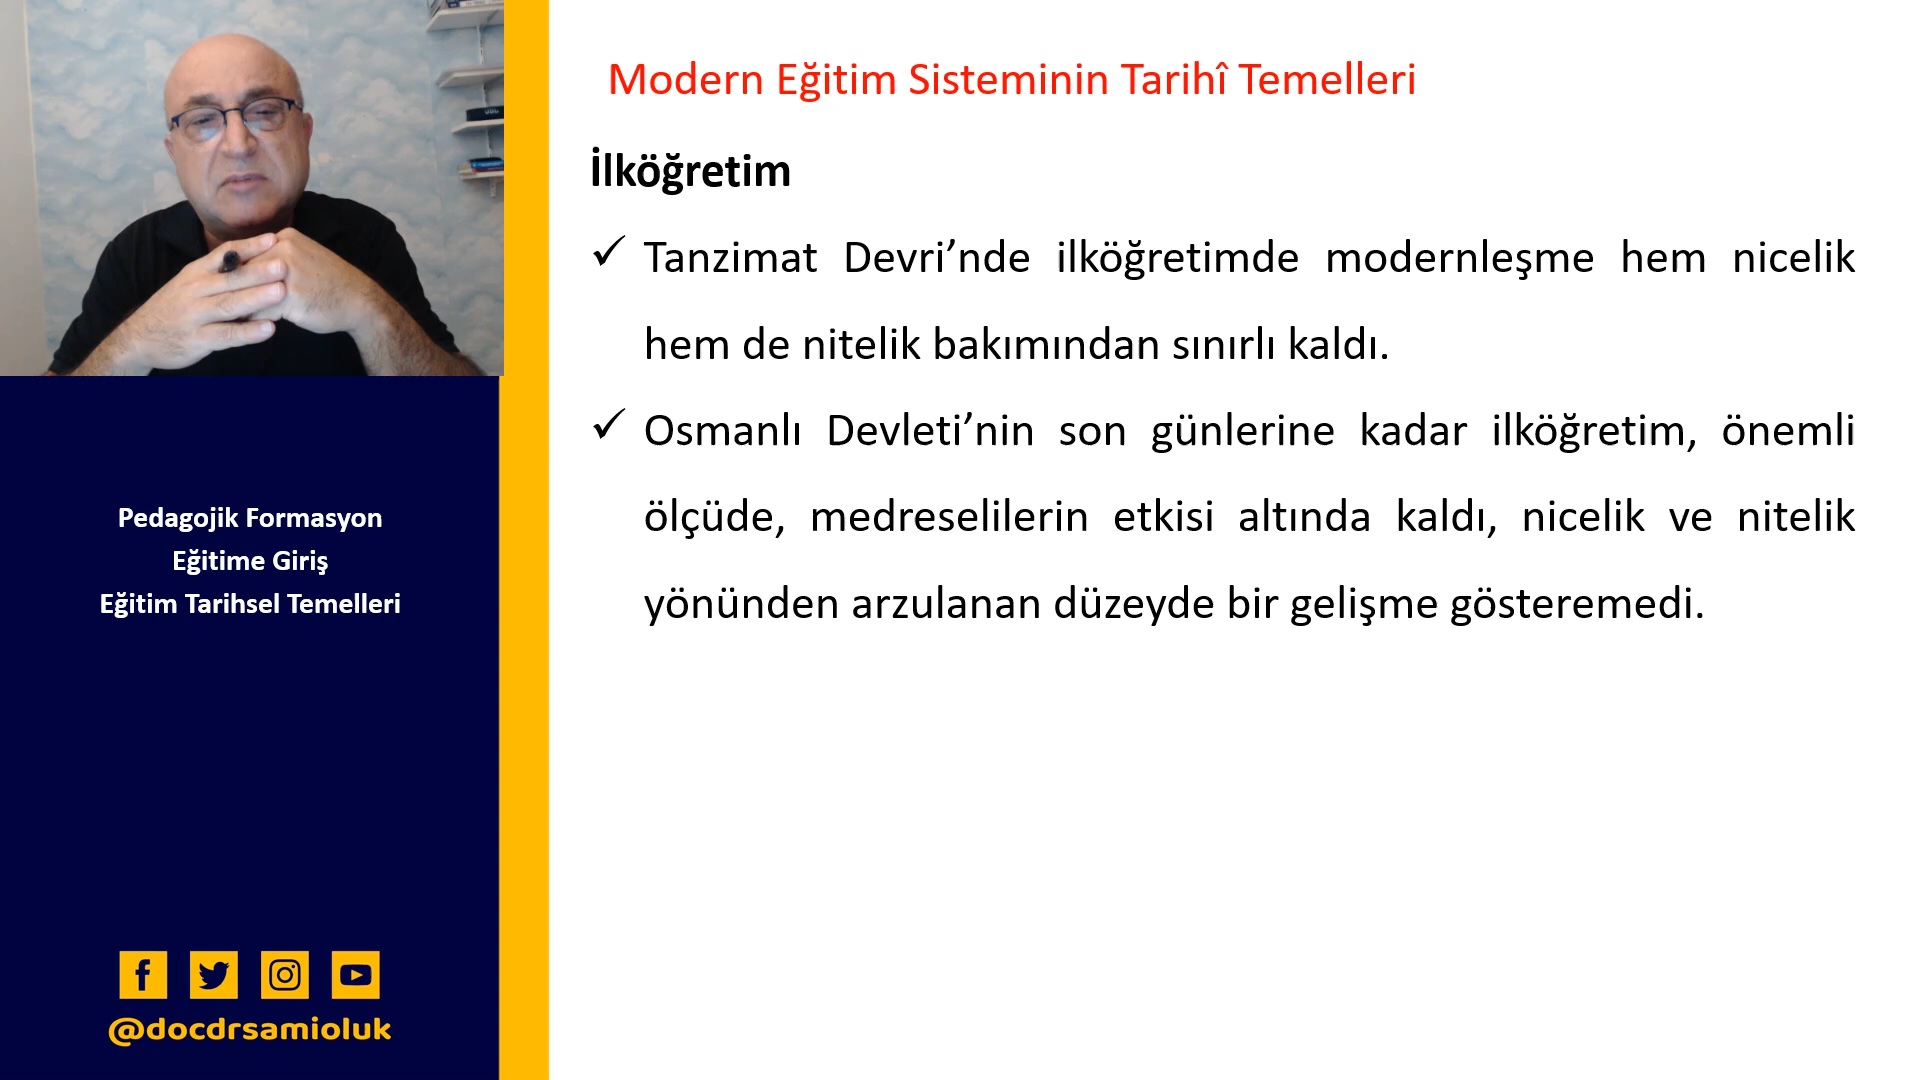 Modern Eğitim Sisteminin Tarihî Temelleri
İlköğretim
✓ Tanzimat Devri’nde ilköğretimde modernleşme hem nicelik
hem de nitelik bakımından sınırlı kaldı.
✓ Osmanlı Devleti’nin son günlerine kadar ilköğretim, önemli
ölçüde, medreselilerin etkisi altında kaldı, nicelik ve nitelik
yönünden arzulanan düzeyde bir gelişme gösteremedi.
Pedagojik Formasyon
Eğitime Giriş
Eğitim Tarihsel Temelleri
@docdrsamioluk